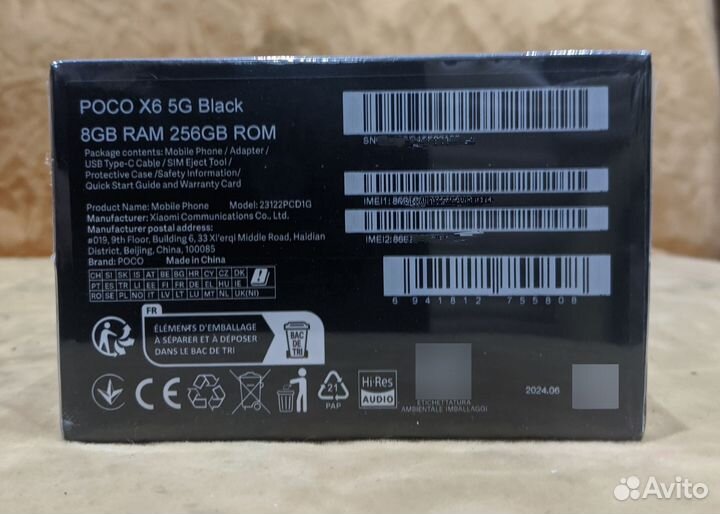 POCO X6 5G Black
8GB RAM 256GB ROM
Package contents: Mobile Phone / Adapter /
USB Type-C Cable / SIM Eject Tool /
Protective Case /Safety Information/
Quick Start Guide and Warranty Card
Product Name: Mobile Phone Model: 23122PCD1G
Manufacturer: Xiaomi Communications Co., Ltd.
Manufacturer postal address:
#019, 9th Floor, Building 6, 33 Xi'erqi Middle Road, Haidian
District, Beijing, China, 100085
Brand: POCO Made in China
CH SI SK IS AT BE BG HR CY CZ DK
PT ES TR LI EE FI FR DE EL HU IE
RO SE PL NO IT LV LT LU MT NL UK(NI)
SN
IMEI1: 86
IMEI2: 86
6 941812 755808
FR
ÉLÉMENTS D'EMBALLAGE
À SÉPARER ET À DÉPOSER
DANS LE BAC DE TRI
BAC
DE
TRI
CE
21
PAP
Hi-Res
AUDIO
ETICHETTATURA
AMBIENTALE IMBALLAGGI
2024.06
Avito